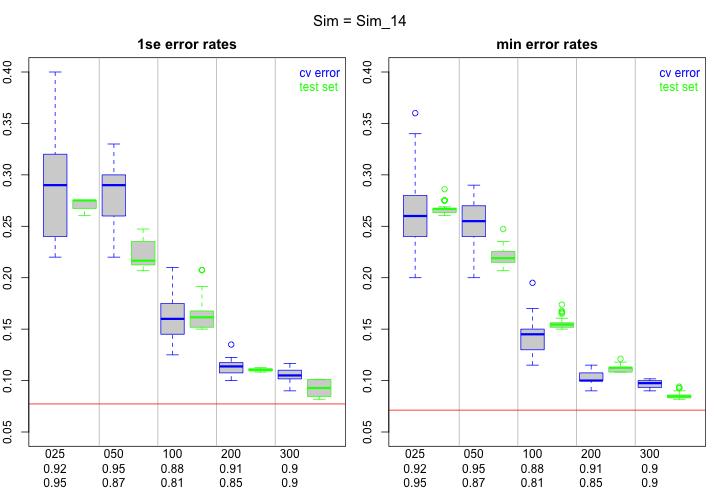 Sim = Sim_14
1se error rates
min error rates
cv error
test set
cv error
test set
0.40
0.35
0.30
0.25
0.20
0.15
0.10
0.05
0.40
0.35
0.30
0.25
0.20
0.15
0.10
0.05
025 050 100 200 300
0.92 0.95 0.88 0.91 0.9
0.95 0.87 0.81 0.85 0.9
025 050 100 200 300
0.92 0.95 0.88 0.91 0.9
0.95 0.87 0.81 0.85 0.9